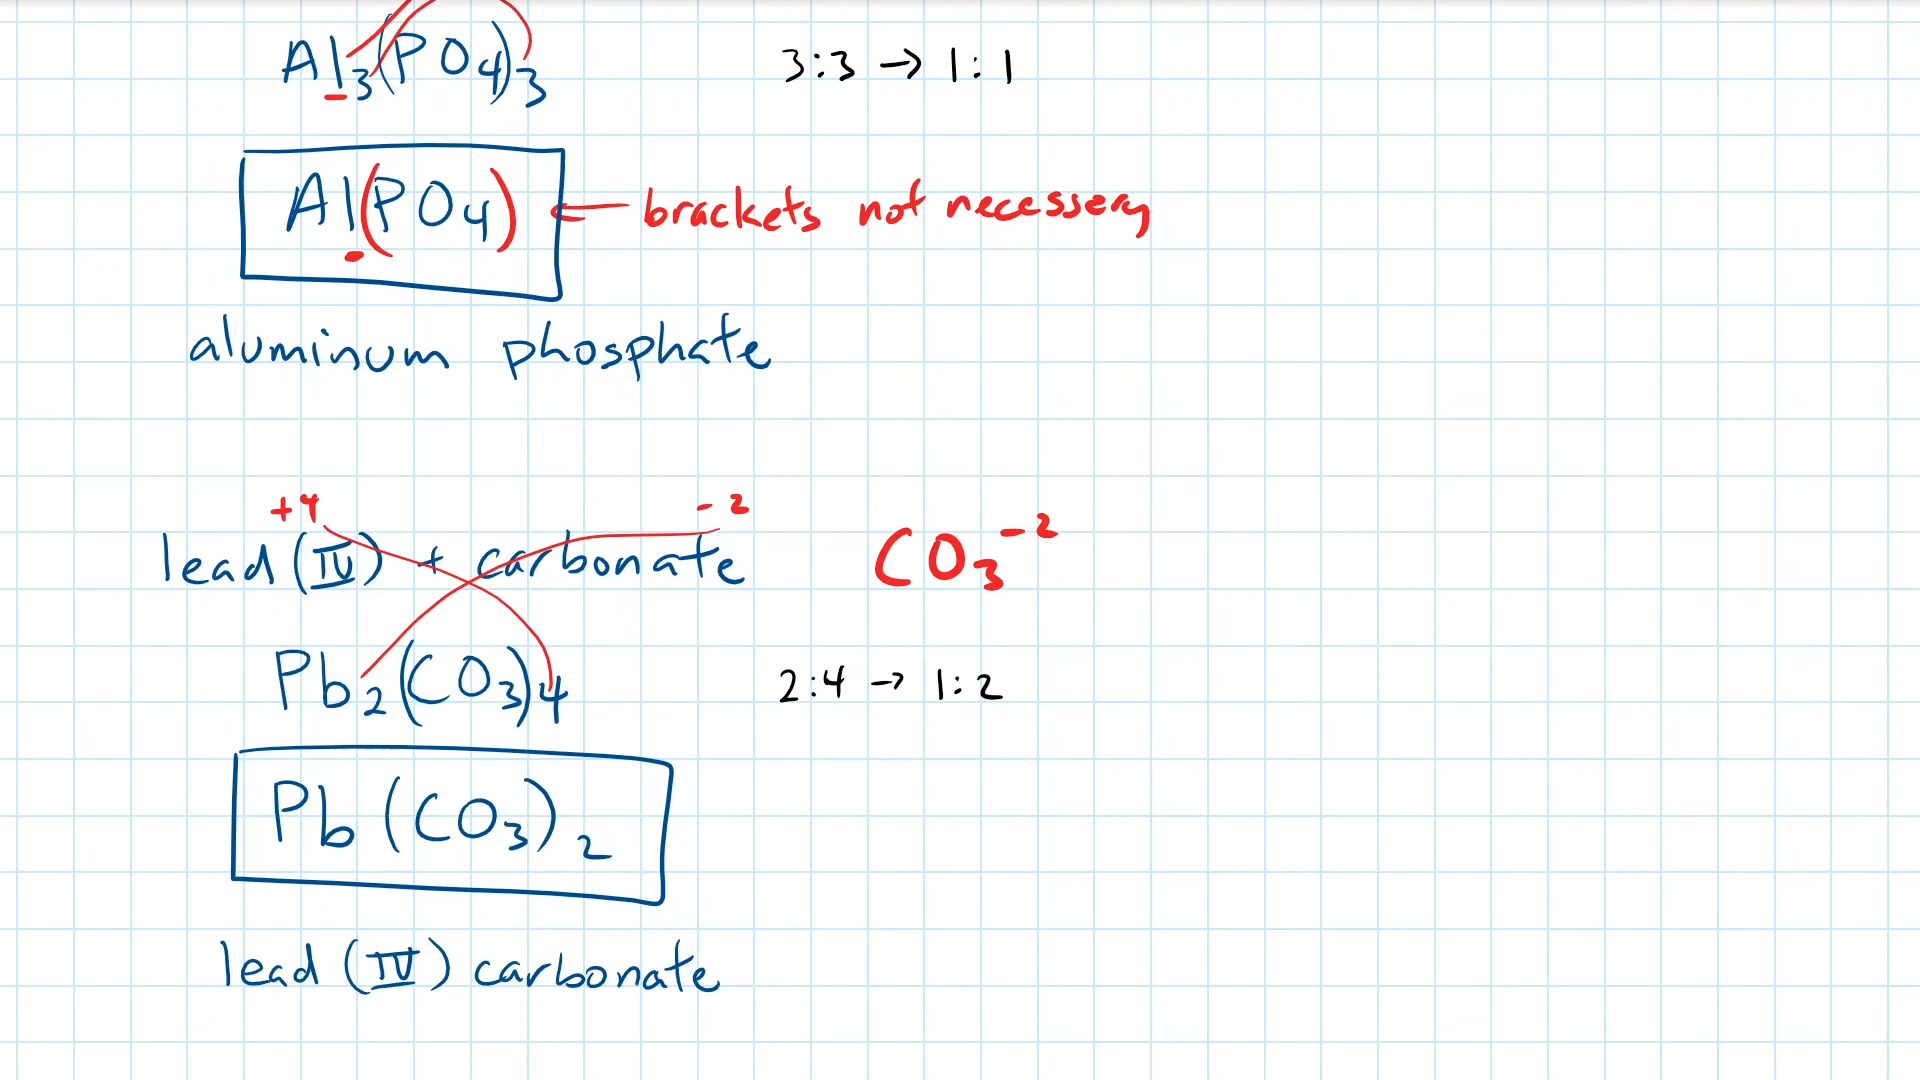 Al₃(PO₄)₃ 3:3 → 1:1
Al(PO₄) ← brackets not necessery
aluminum phosphate
+4 - 2
lead (IV) + carbonate CO₃⁻²
Pb₂(CO₃)₄ 2:4 → 1:2
Pb(CO₃)₂
lead (IV) carbonate